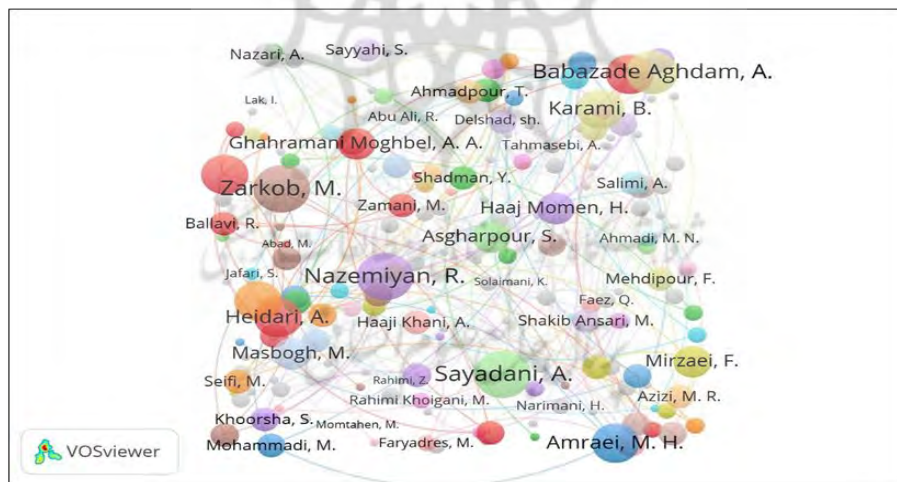 Nazari, A.
Sayyahi, S.
Babazade Aghdam, A.
Ahmadpour, T.
Lak, I.
Abu Ali, R.
Delshad, sh.
Karami, B.
Ghahramani Moghbel, A. A.
Tahmasebi, A.
Zarkob, M.
Shadman, Y.
Salimi, A.
Zamani, M.
Haaj Momen, H.
Ballavi, R.
Abad, M.
Asgharpour, S.
Ahmadi, M. N.
Jafari, S.
Nazemiyan, R.
Solaimani, K.
Mehdipour, F.
Heidari, A.
Haaji Khani, A.
Faez, Q.
Shakib Ansari, M.
Masbogh, M.
Mirzaei, F.
Seifi, M.
Rahimi, Z.
Sayadani, A.
Rahimi Khoigani, M.
Narimani, H.
Azizi, M. R.
Khoorsha, S.
Momtahen, M.
Mohammadi, M.
Faryadres, M.
Amraei, M. H.
VOSviewer